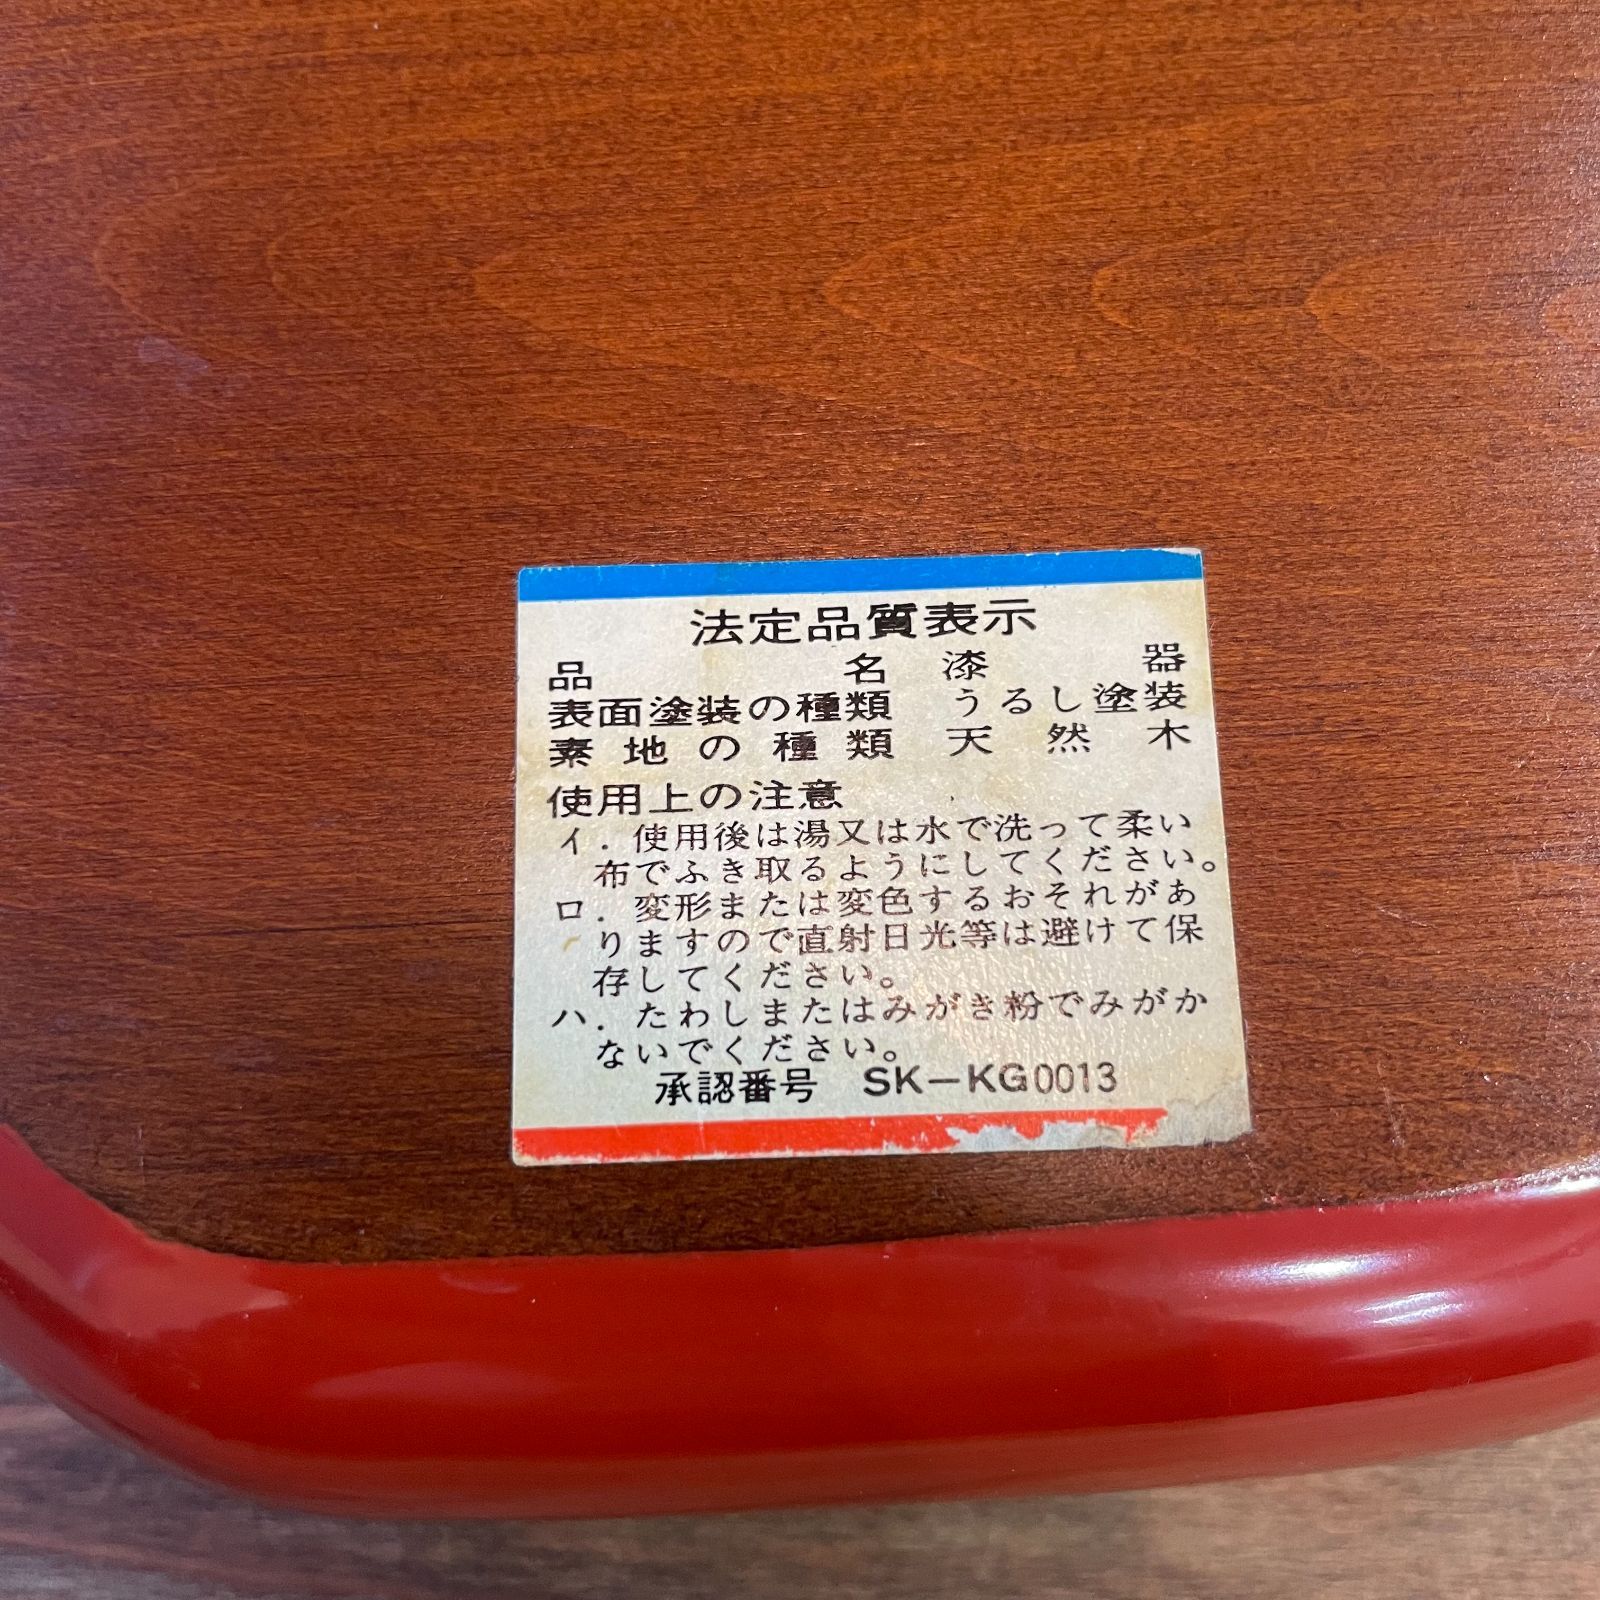 法定品質表示
品名 漆器
表面塗装の種類 うるし塗装
素地の種類 天然木
使用上の注意
イ．使用後は湯又は水で洗って柔い
布でふき取るようにしてください。
ロ．変形または変色するおそれがあ
りますので直射日光等は避けて保
存してください。
ハ．たわしまたはみがき粉でみがか
ないでください。
承認番号 SK－KG0013